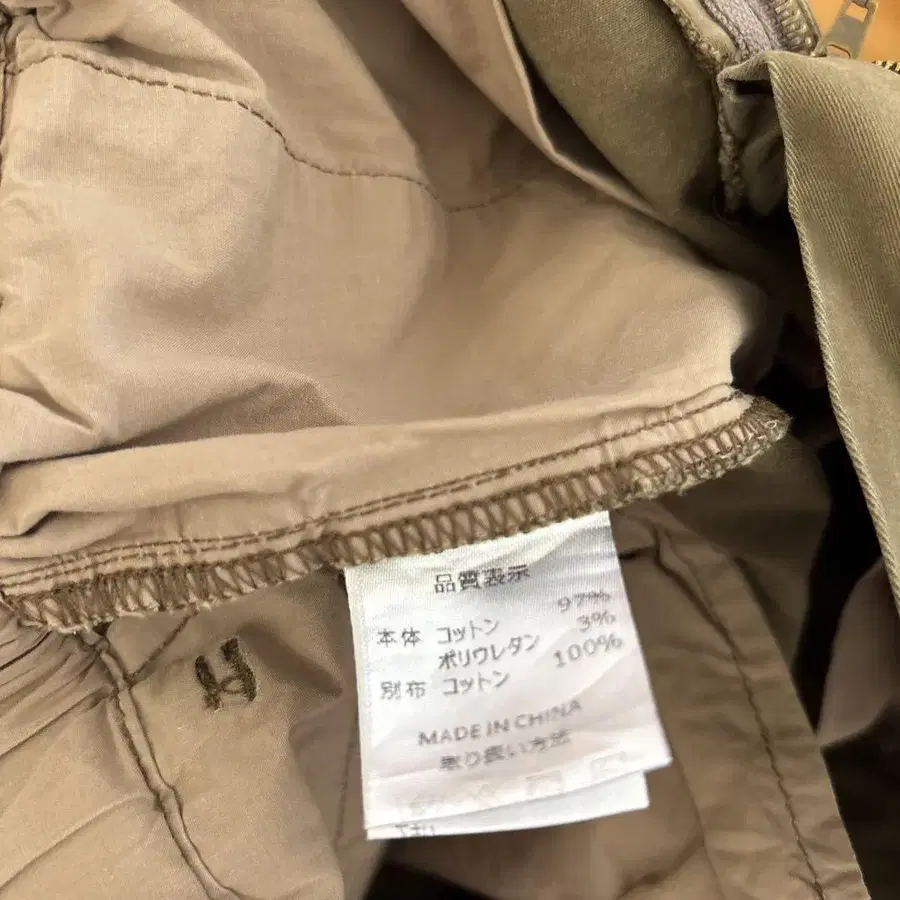 品質表示
本体 コットン 97%
ポリウレタン 3%
別布 コットン 100%
MADE IN CHINA
取り扱い方法